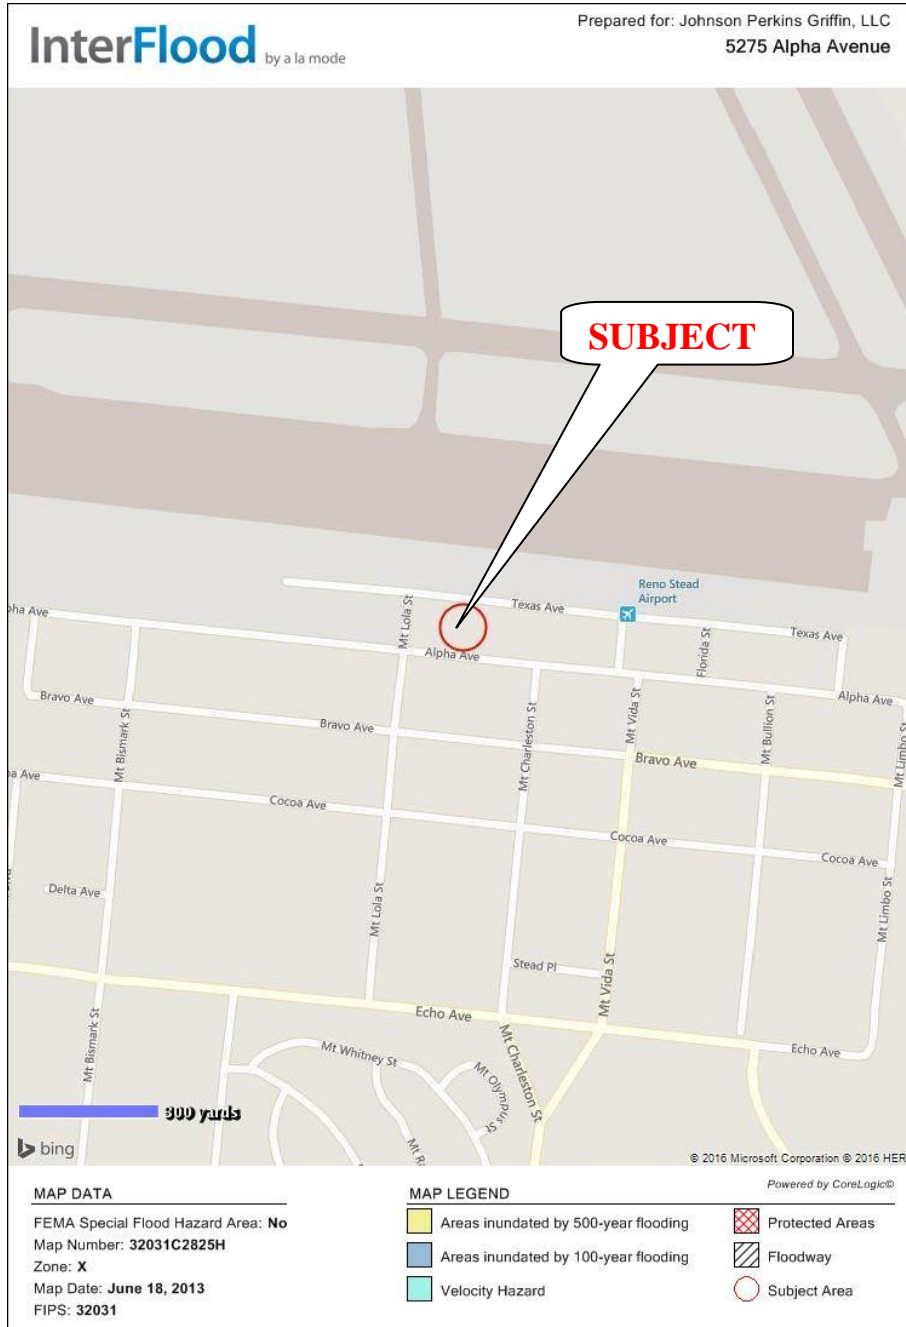 InterFlood by a la mode
Prepared for: Johnson Perkins Griffin, LLC
5275 Alpha Avenue
SUBJECT
Reno Stead
Airport
Texas Ave
Texas Ave
Mt Lola St
Florida St
pha Ave
Alpha Ave
Alpha Ave
Bravo Ave
Bravo Ave
Bravo Ave
Mt Bismark St
Mt Charleston St
Mt Vida St
Mt Bullion St
Mt Limbo St
a Ave
Cocoa Ave
Cocoa Ave
Cocoa Ave
Delta Ave
Mt Lola St
Mt Limbo St
Stead Pl
Mt Vida St
Echo Ave
Echo Ave
Mt Bismark St
Mt Whitney St
Mt Charleston St
Mt Olympus St
Mt Ra
300 yards
bing
© 2016 Microsoft Corporation © 2016 HER
Powered by CoreLogic©
MAP DATA
FEMA Special Flood Hazard Area: No
Map Number: 32031C2825H
Zone: X
Map Date: June 18, 2013
FIPS: 32031
MAP LEGEND
Areas inundated by 500-year flooding
Areas inundated by 100-year flooding
Velocity Hazard
Protected Areas
Floodway
Subject Area